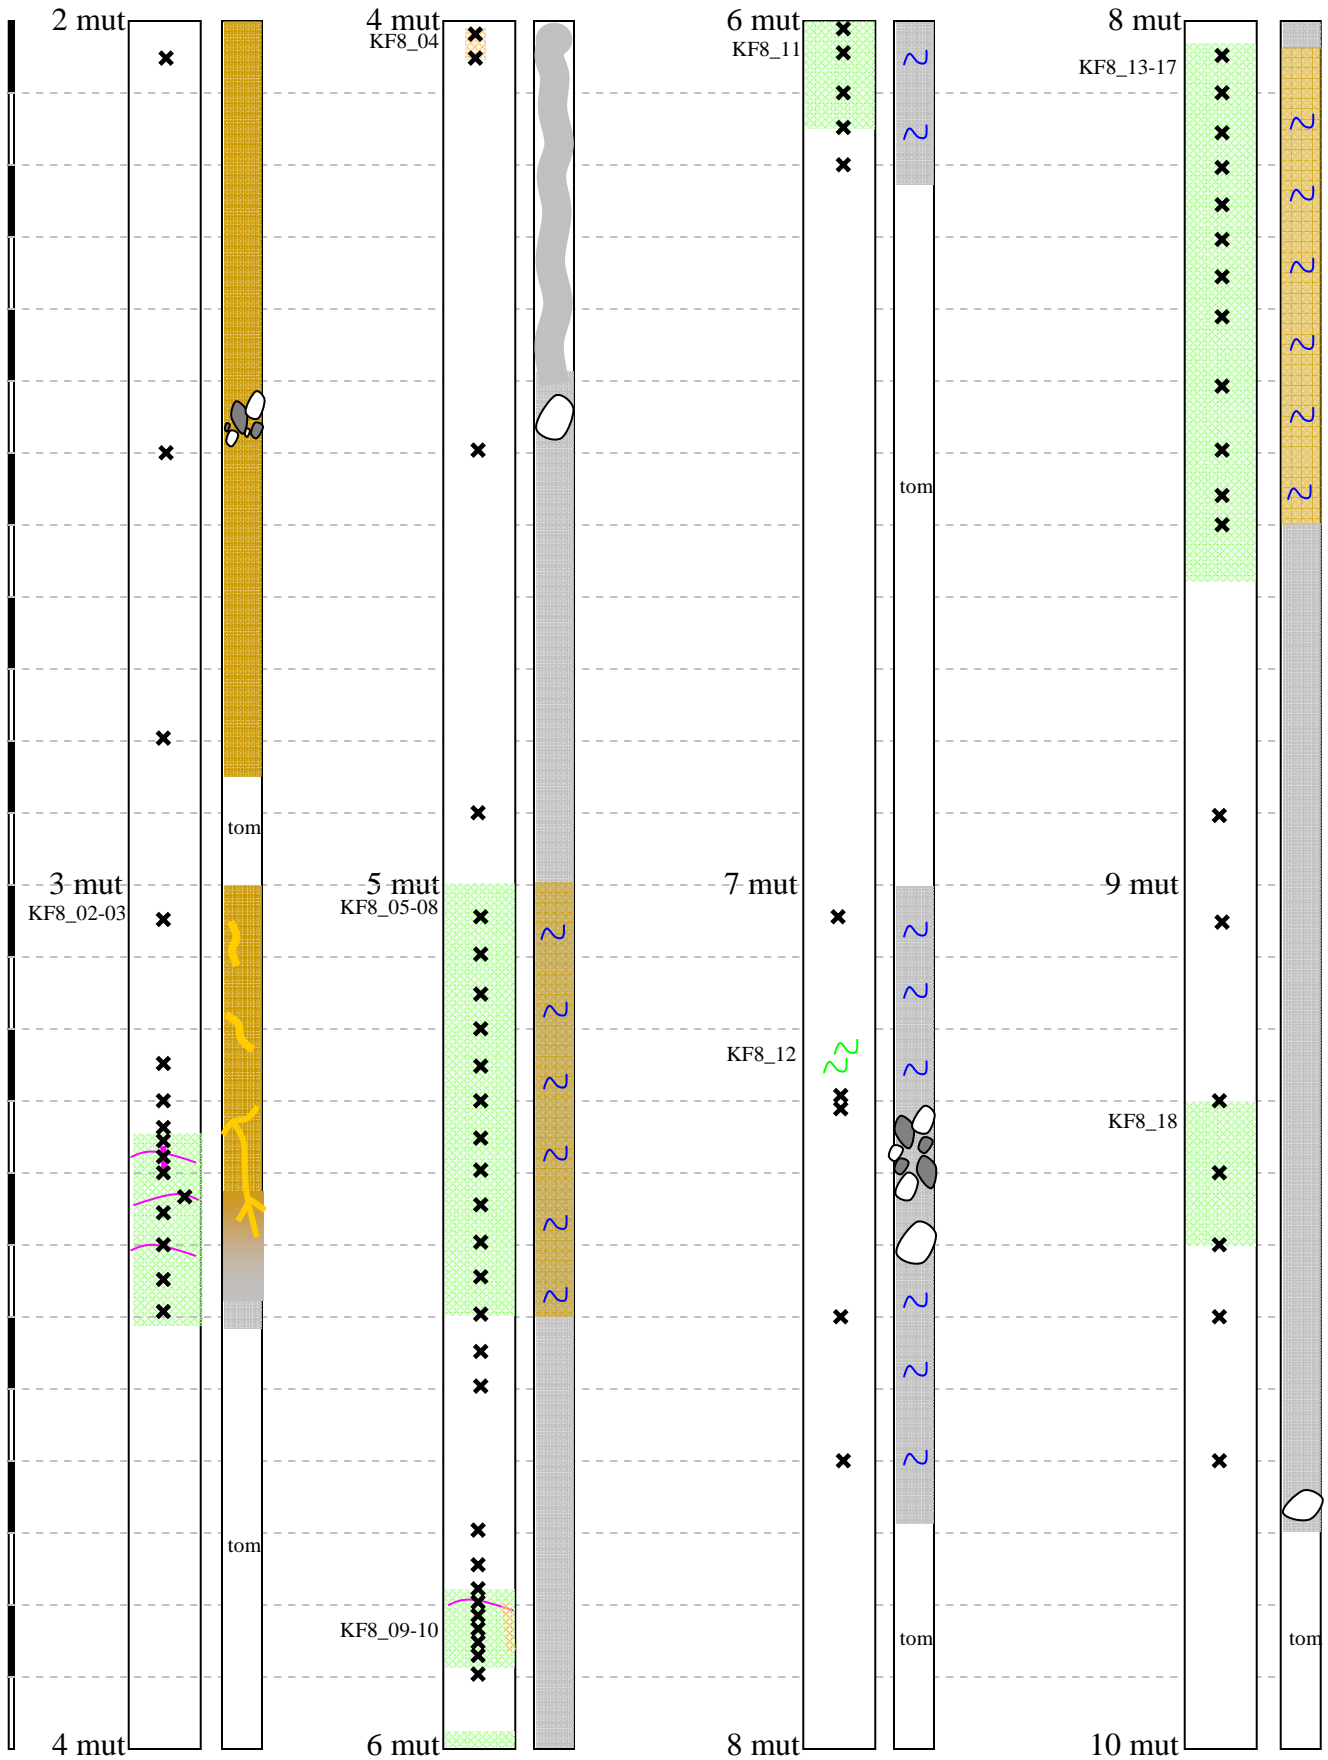 2 mut
tom
3 mut
KF8_02-03
tom
4 mut
4 mut
KF8_04
5 mut
KF8_05-08
KF8_09-10
6 mut
6 mut
KF8_11
tom
7 mut
KF8_12
tom
8 mut
8 mut
KF8_13-17
9 mut
KF8_18
tom
10 mut